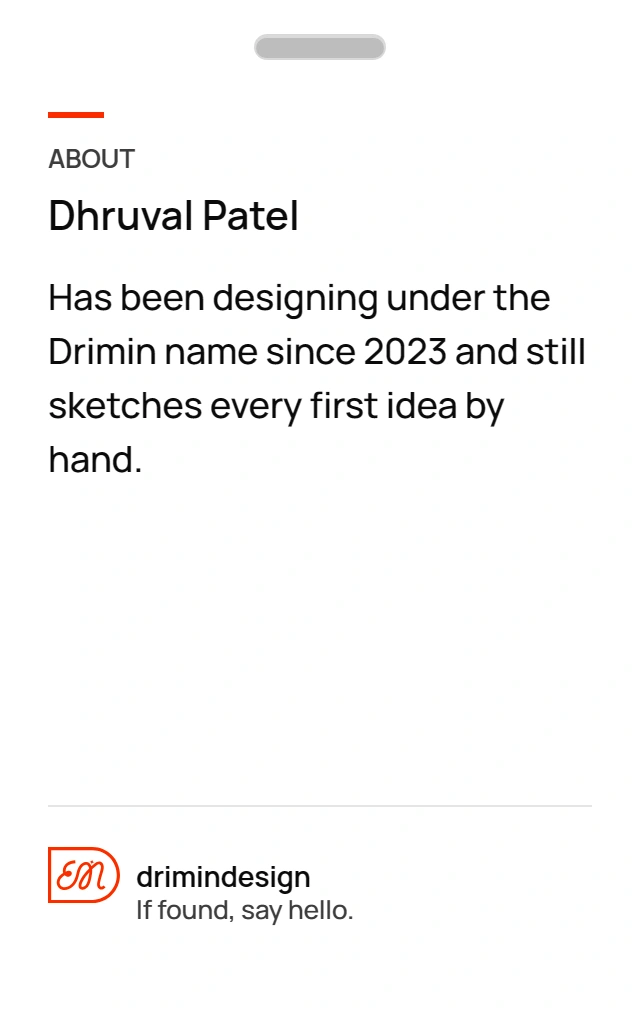 ABOUT
Dhruval Patel
Has been designing under the
Drimin name since 2023 and still
sketches every first idea by
hand.
drimindesign
If found, say hello.